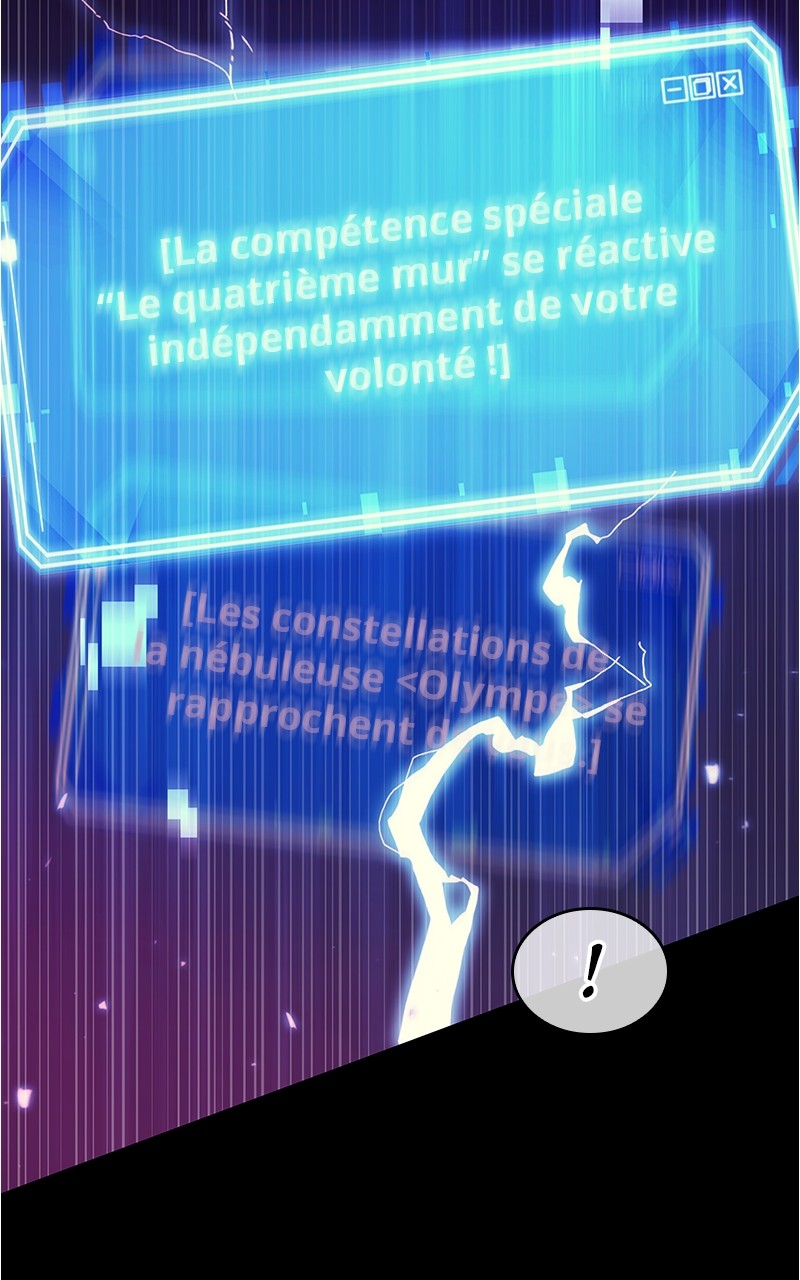 [La compétence spéciale
“Le quatrième mur” se réactive
indépendamment de votre
volonté !]
[Les constellations de
la nébuleuse <Olympe> se
rapprochent
!